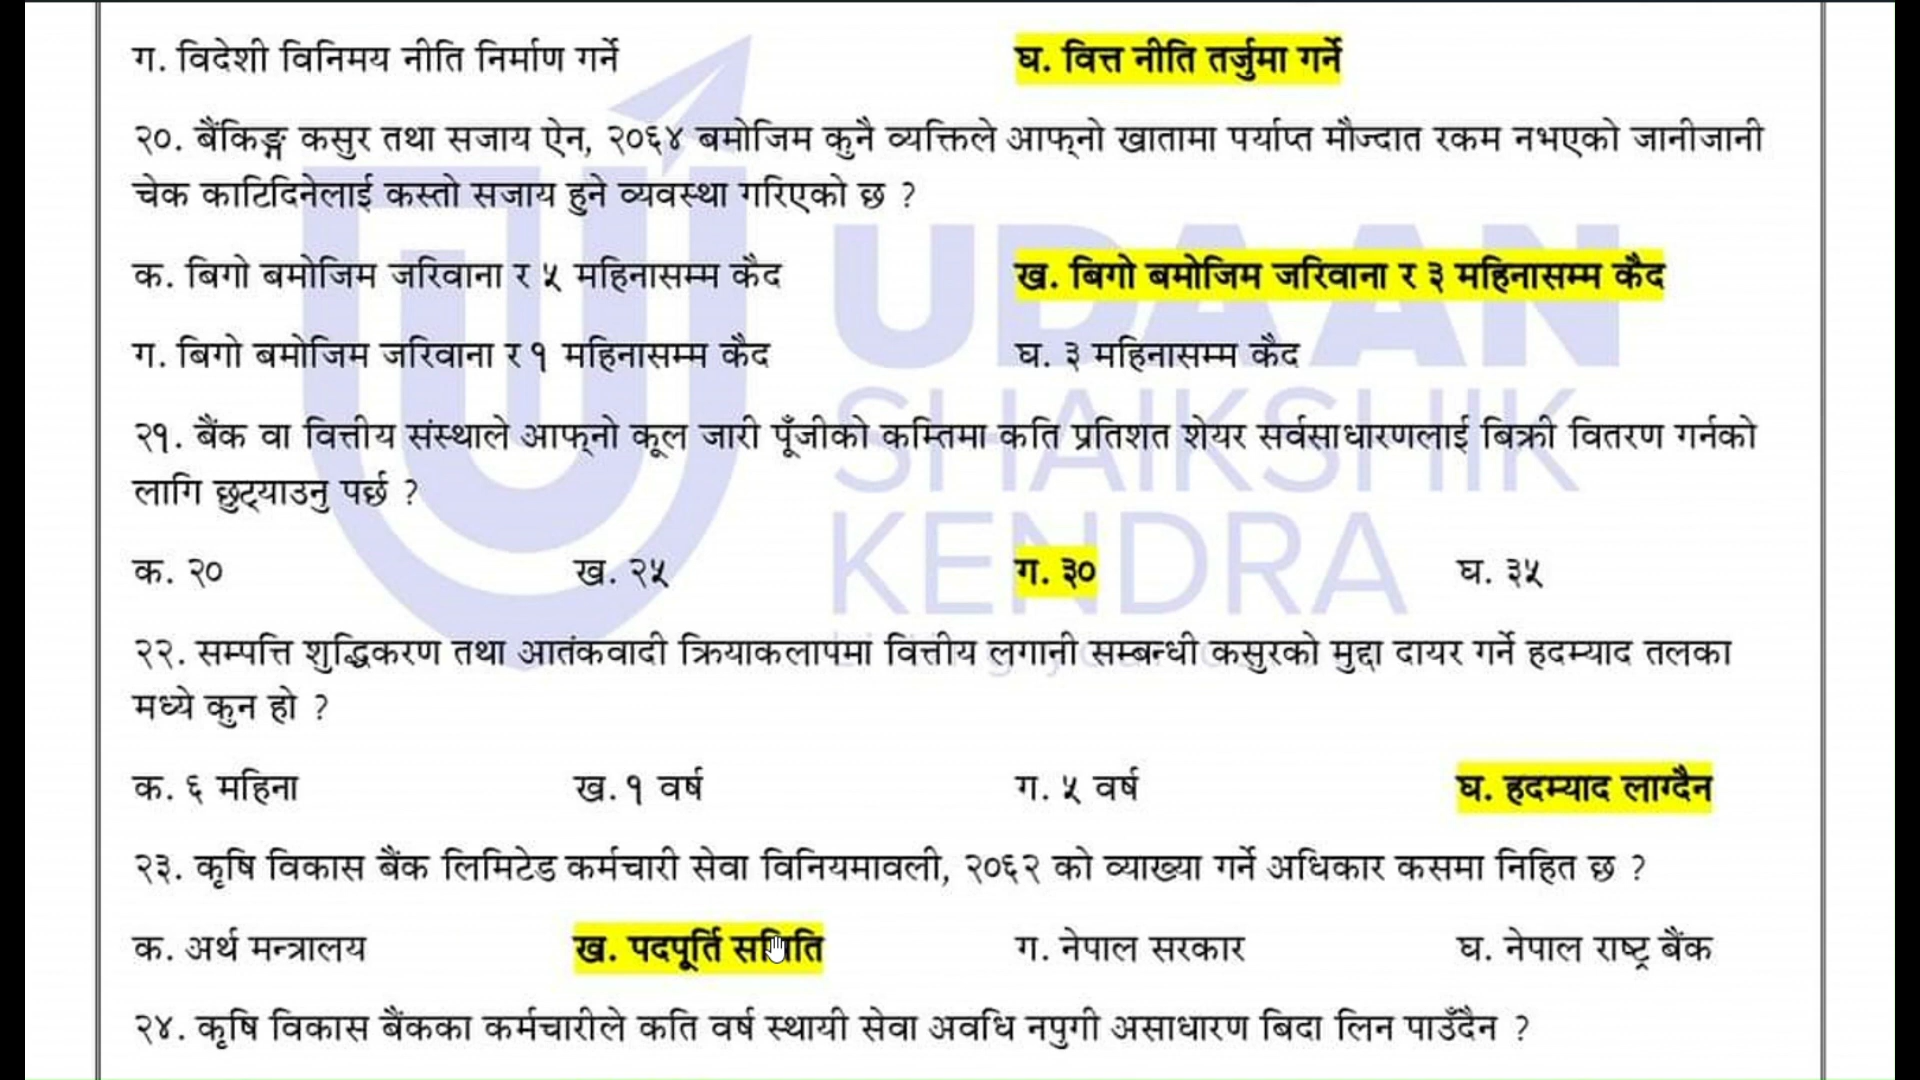 ग. विदेशी विनिमय नीति निर्माण गर्ने घ. वित्त नीति तर्जुमा गर्ने
२०. बैंकिङ्ग कसुर तथा सजाय ऐन, २०६४ बमोजिम कुनै व्यक्तिले आफ्‌नो खातामा पर्याप्त मौज्दात रकम नभएको जानीजानी
चेक काटिदिनेलाई कस्तो सजाय हुने व्यवस्था गरिएको छ ?
क. बिगो बमोजिम जरिवाना र ५ महिनासम्म कैद ख. बिगो बमोजिम जरिवाना र ३ महिनासम्म कैद
ग. बिगो बमोजिम जरिवाना र १ महिनासम्म कैद घ. ३ महिनासम्म कैद
२१. बैंक वा वित्तीय संस्थाले आफ्‌नो कूल जारी पूँजीको कम्तिमा कति प्रतिशत शेयर सर्वसाधारणलाई बिक्री वितरण गर्नको
लागि छुट्याउनु पर्छ ?
क. २० ख. २५ ग. ३० घ. ३५
२२. सम्पत्ति शुद्धिकरण तथा आतंकवादी क्रियाकलापमा वित्तीय लगानी सम्बन्धी कसुरको मुद्दा दायर गर्ने हदम्याद तलका
मध्ये कुन हो ?
क. ६ महिना ख. १ वर्ष ग. ५ वर्ष घ. हदम्याद लाग्दैन
२३. कृषि विकास बैंक लिमिटेड कर्मचारी सेवा विनियमावली, २०६२ को व्याख्या गर्ने अधिकार कसमा निहित छ ?
क. अर्थ मन्त्रालय ख. पदपूर्ति समिति ग. नेपाल सरकार घ. नेपाल राष्ट्र बैंक
२४. कृषि विकास बैंकका कर्मचारीले कति वर्ष स्थायी सेवा अवधि नपुगी असाधारण बिदा लिन पाउँदैन ?
UDAAN
SHAIKSHIK
KENDRA